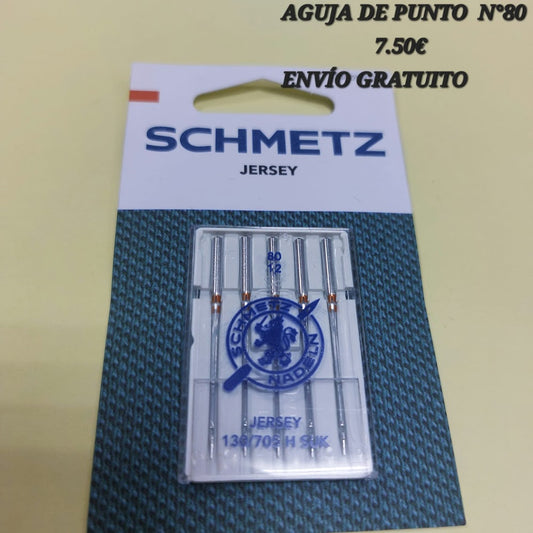 AGUJA DE PUNTO N°80
7.50€
ENVÍO GRATUITO
SCHMETZ
JERSEY
80
12
SCHMETZ
NADELN
JERSEY
130/705 H SUK